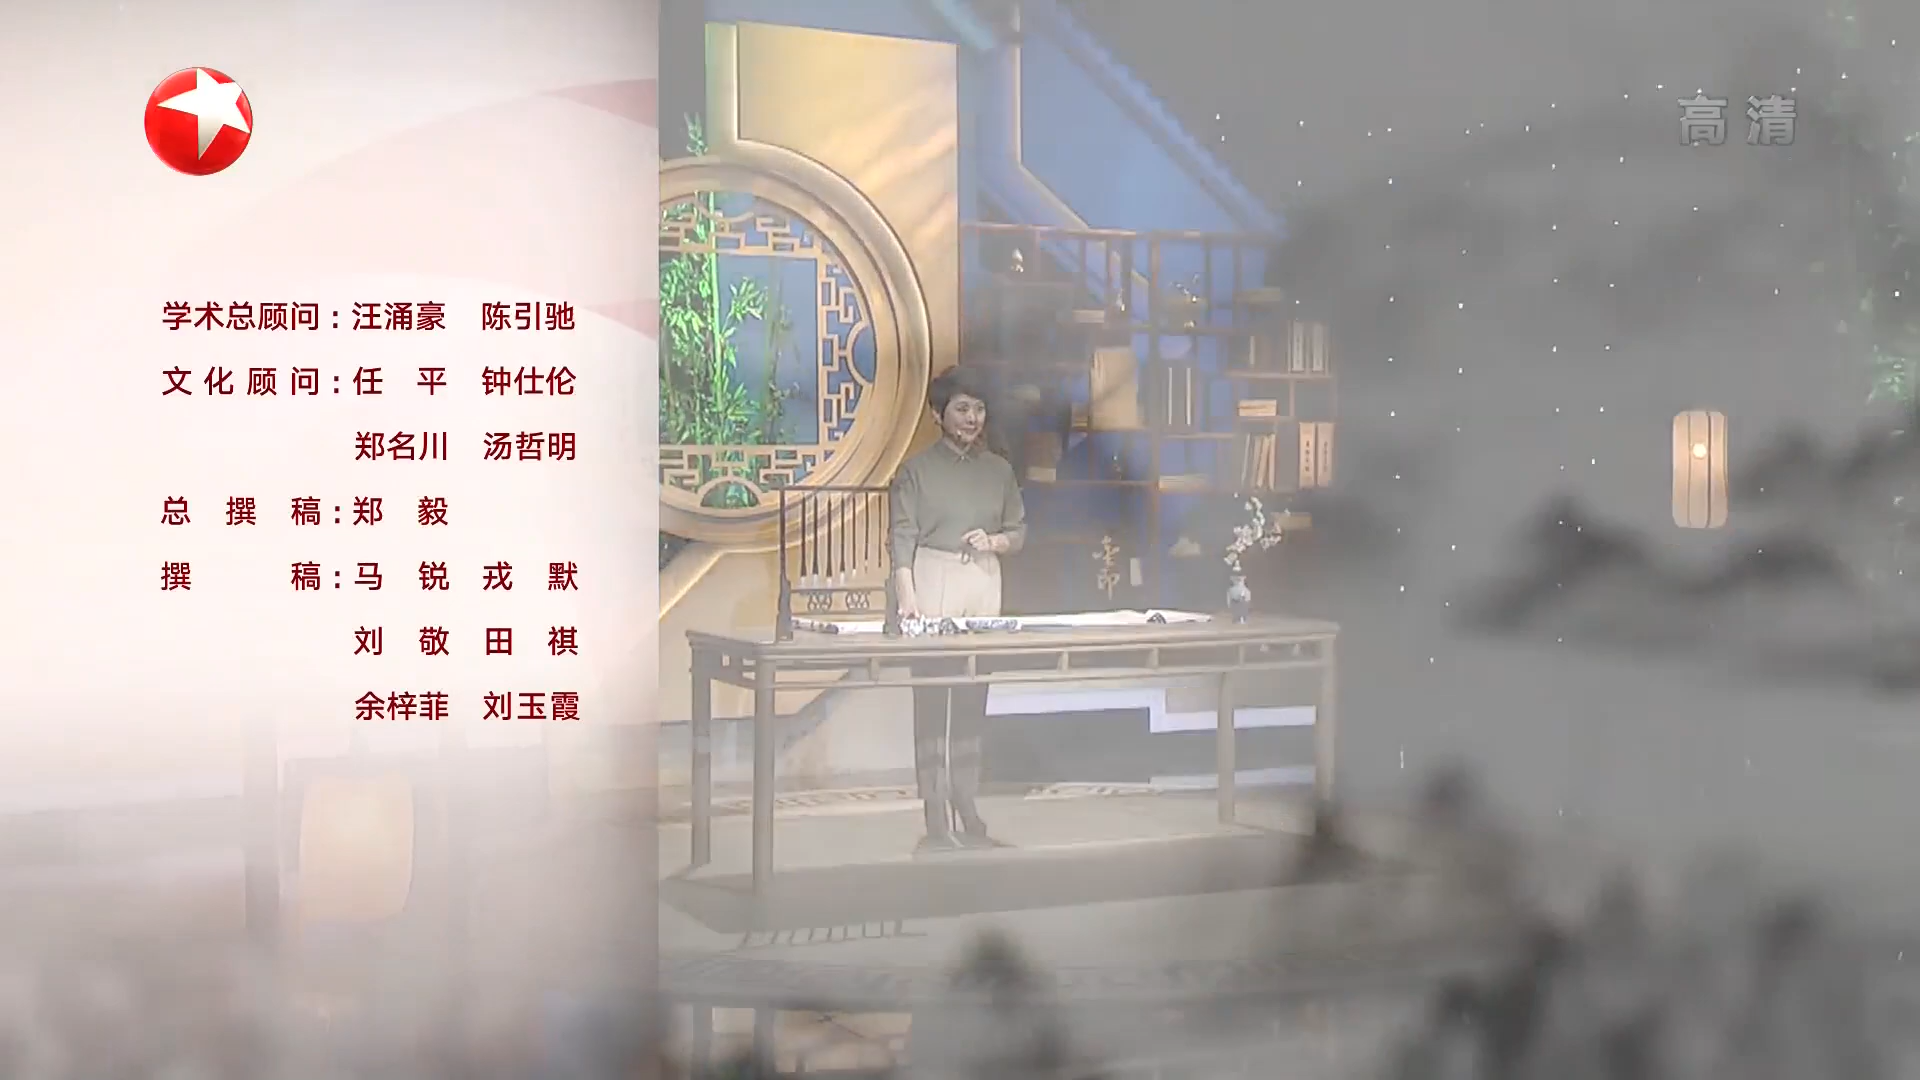 高清
学术总顾问：汪涌豪　陈引驰
文化顾问：任　平　钟仕伦
郑名川　汤哲明
总　撰　稿：郑　毅
撰　　　稿：马　锐　戎　默
刘　敬　田　祺
余梓菲　刘玉霞